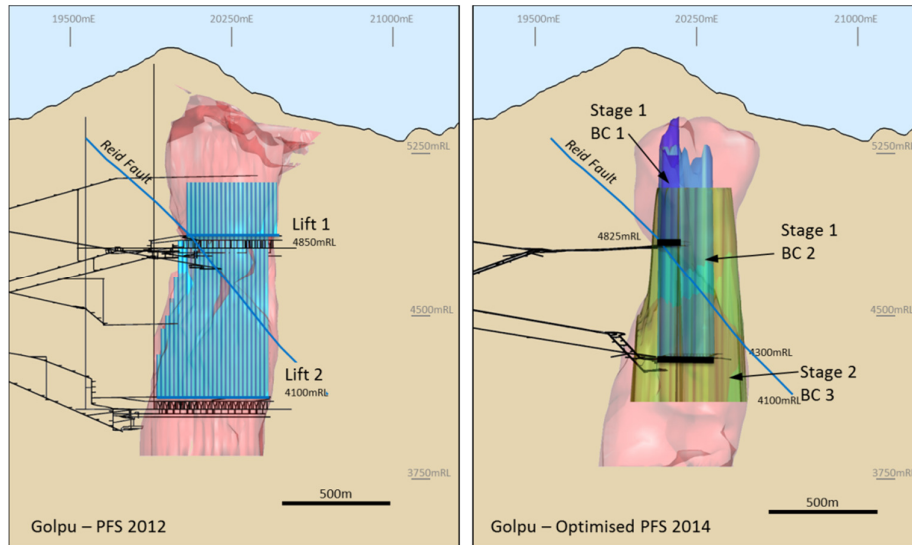 19500mE
20250mE
21000mE
Reid Fault
Lift 1
4850mRL
Lift 2
4100mRL
5250mRL
4500mRL
3750mRL
500m
Golpu – PFS 2012
19500mE
20250mE
21000mE
Stage 1
BC 1
Reid Fault
4825mRL
Stage 1
BC 2
4300mRL
Stage 2
BC 3
4100mRL
5250mRL
4500mRL
3750mRL
500m
Golpu – Optimised PFS 2014